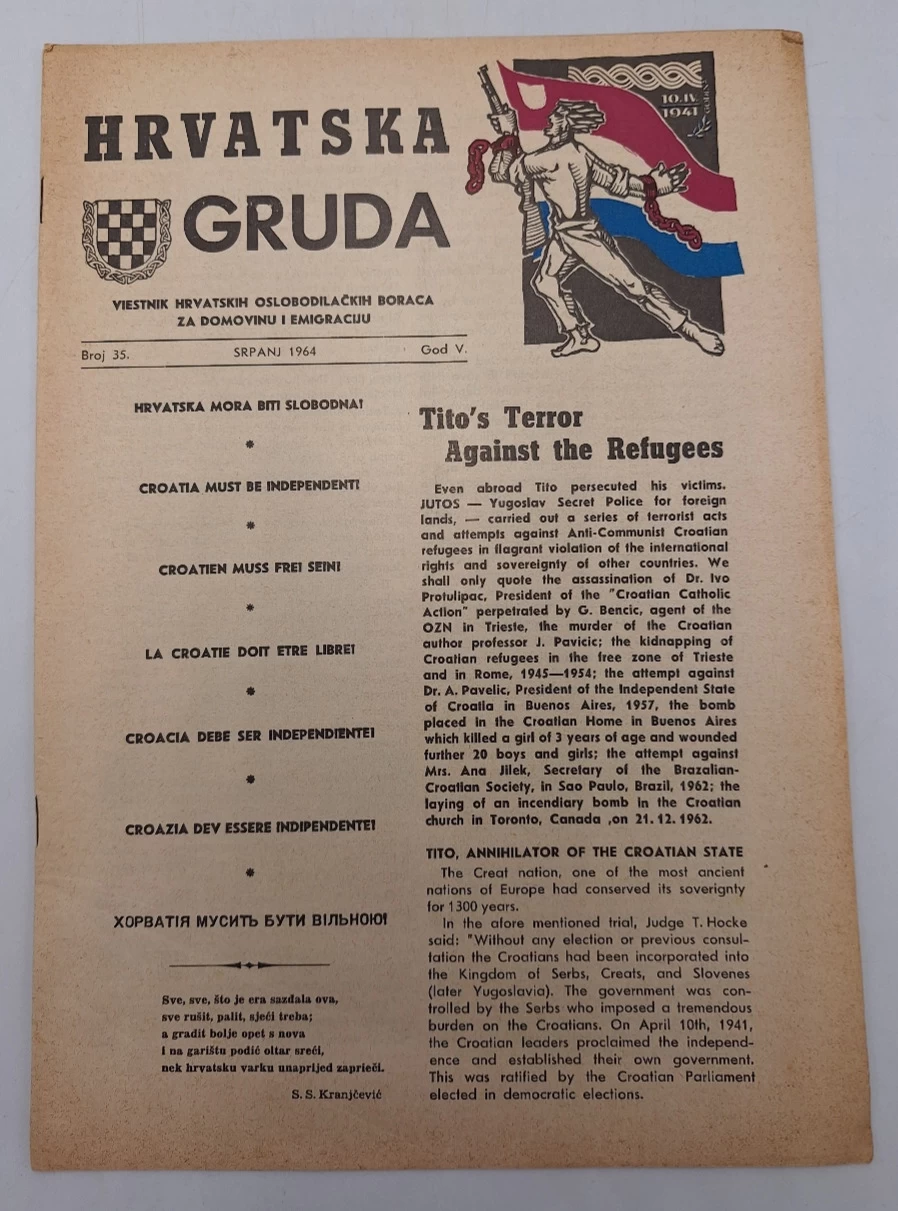 HRVATSKA
GRUDA
10.IV.
1941
VIESTNIK HRVATSKIH OSLOBODILAČKIH BORACA
ZA DOMOVINU I EMIGRACIJU
Broj 35. SRPANJ 1964 God V.
HRVATSKA MORA BITI SLOBODNA!
*
CROATIA MUST BE INDEPENDENT!
*
CROATIEN MUSS FREI SEIN!
*
LA CROATIE DOIT ETRE LIBRE!
*
CROACIA DEBE SER INDEPENDIENTE!
*
CROAZIA DEV ESSERE INDIPENDENTE!
*
ХОРВАТІЯ МУСИТЬ БУТИ ВІЛЬНОЮ!
Sve, sve, što je era sazdala ova,
sve rušit, palit, sjeći treba;
a gradit bolje opet s nova
i na garištu podić oltar sreći,
nek hrvatsku varku unaprijed zapriečí.
S. S. Kranjčević
Tito's Terror
Against the Refugees
Even abroad Tito persecuted his victims.
JUTOS — Yugoslav Secret Police for foreign
lands, — carried out a series of terrorist acts
and attempts against Anti-Communist Croatian
refugees in flagrant violation of the international
rights and sovereignty of other countries. We
shall only quote the assassination of Dr. Ivo
Protulipac, President of the "Croatian Catholic
Action" perpetrated by G. Bencic, agent of the
OZN in Trieste, the murder of the Croatian
author professor J. Pavicic; the kidnapping of
Croatian refugees in the free zone of Trieste
and in Rome, 1945—1954; the attempt against
Dr. A. Pavelic, President of the Independent State
of Croatia in Buenos Aires, 1957, the bomb
placed in the Croatian Home in Buenos Aires
which killed a girl of 3 years of age and wounded
further 20 boys and girls; the attempt against
Mrs. Ana Jilek, Secretary of the Brazalian-
Croatian Society, in Sao Paulo, Brazil, 1962; the
laying of an incendiary bomb in the Croatian
church in Toronto, Canada ,on 21. 12. 1962.
TITO, ANNIHILATOR OF THE CROATIAN STATE
The Creat nation, one of the most ancient
nations of Europe had conserved its soverignty
for 1300 years.
In the afore mentioned trial, Judge T. Hocke
said: "Without any election or previous consul-
tation the Croatians had been incorporated into
the Kingdom of Serbs, Creats, and Slovenes
(later Yugoslavia). The government was con-
trolled by the Serbs who imposed a tremendous
burden on the Croatians. On April 10th, 1941,
the Croatian leaders proclaimed the independ-
ence and established their own government.
This was ratified by the Croatian Parliament
elected in democratic elections.